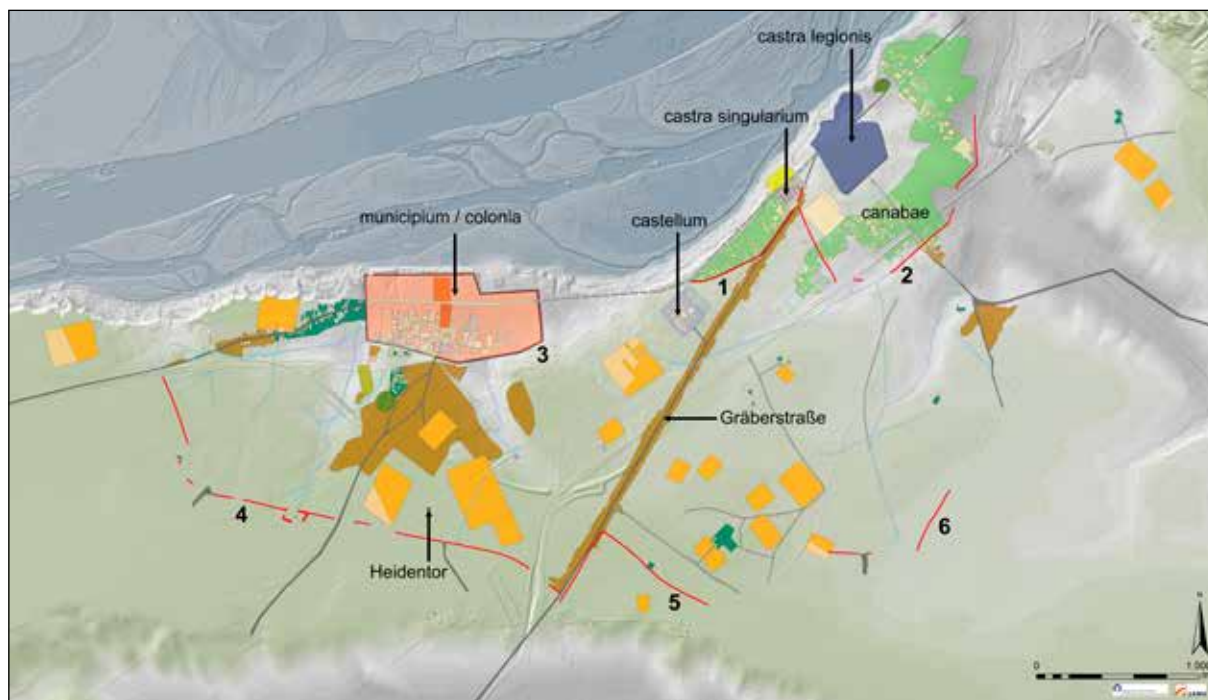 castra legionis
castra singularium
municipium / colonia
castellum
canabae
1
2
3
Gräberstraße
4
6
Heidentor
5
N
0